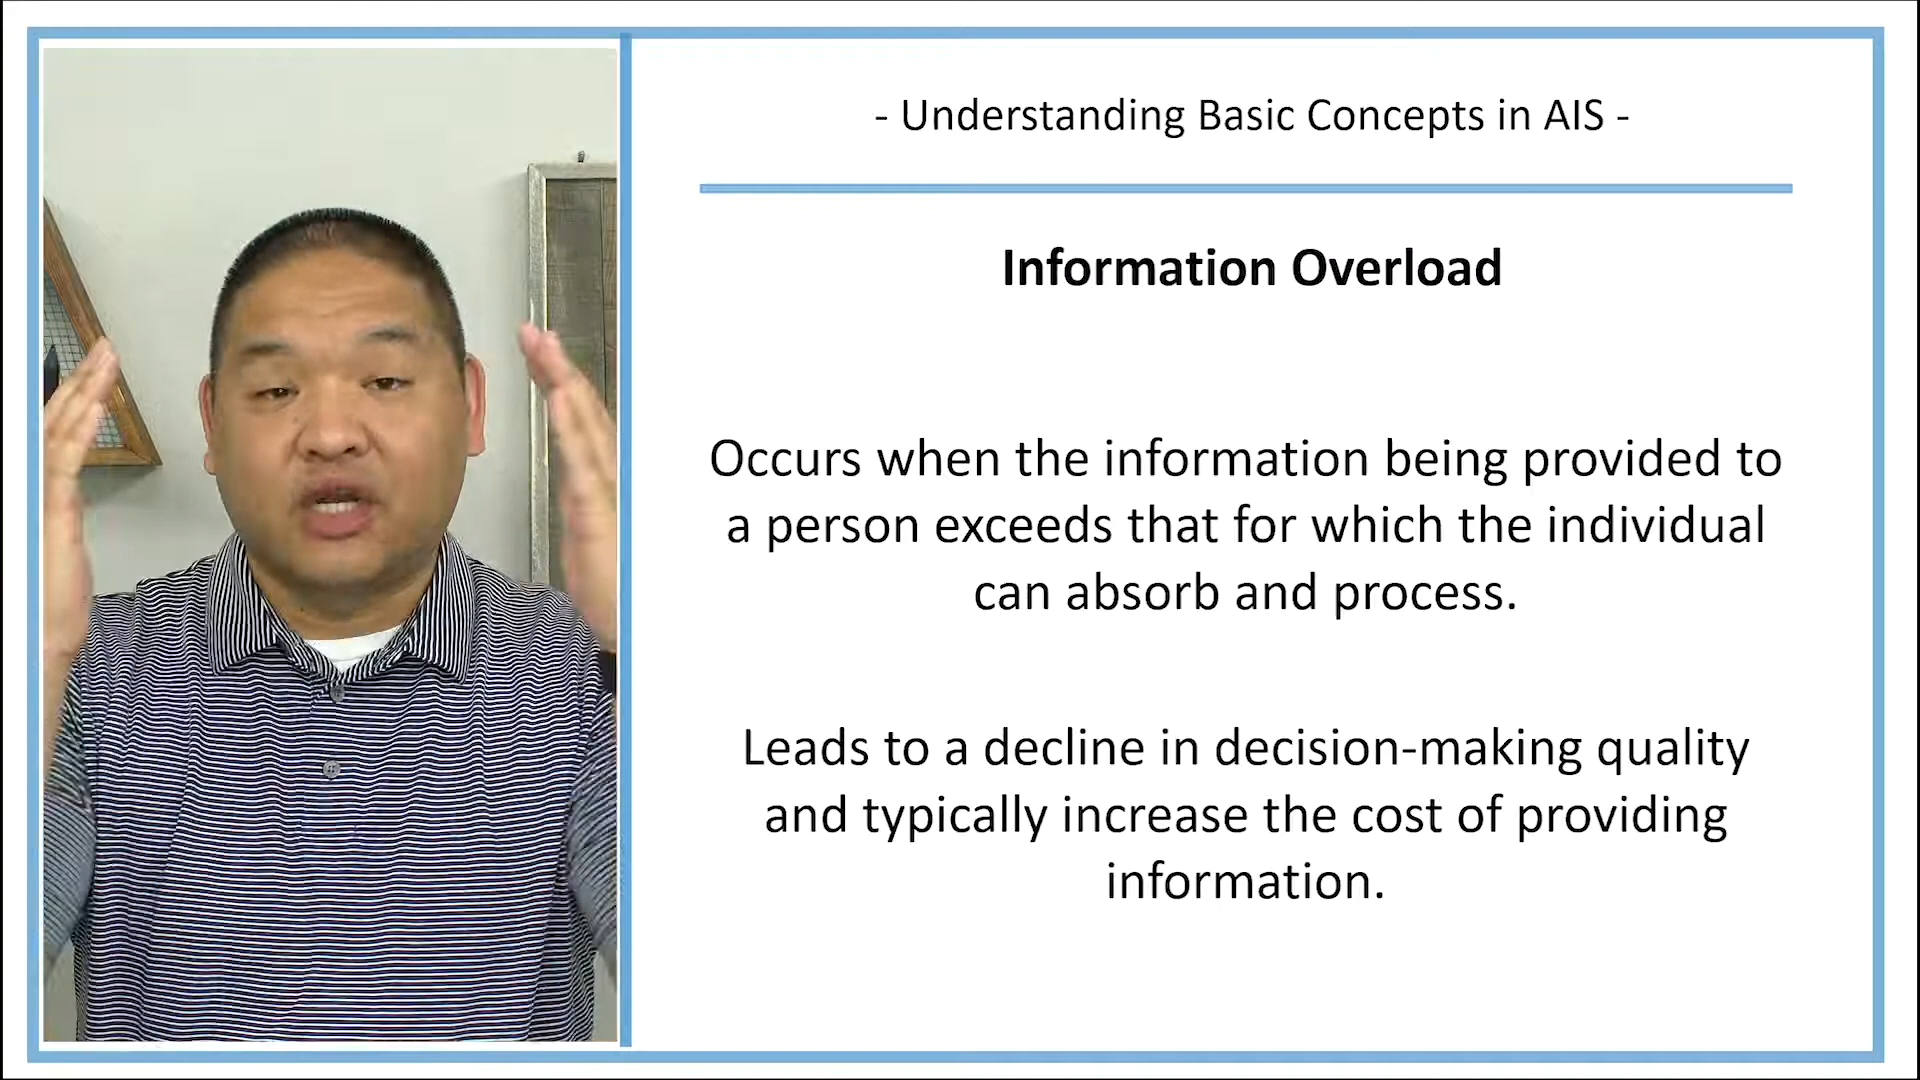 - Understanding Basic Concepts in AIS -
Information Overload
Occurs when the information being provided to
a person exceeds that for which the individual
can absorb and process.
Leads to a decline in decision-making quality
and typically increase the cost of providing
information.